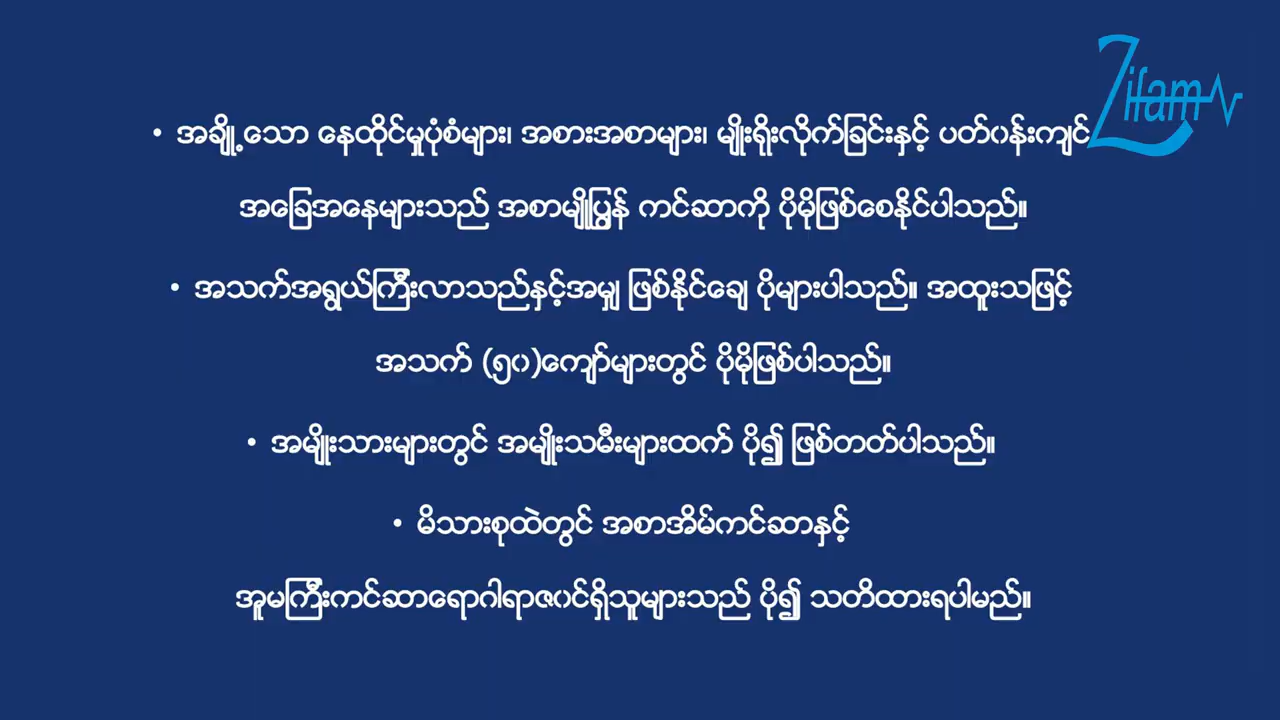 Zifam
• အချို့သော နေထိုင်မှုပုံစံများ၊ အစားအစာများ၊ မျိုးရိုးလိုက်ခြင်းနှင့် ပတ်ဝန်းကျင်
အခြေအနေများသည် အစာမျိုပြွန် ကင်ဆာကို ပိုမိုဖြစ်စေနိုင်ပါသည်။
• အသက်အရွယ်ကြီးလာသည်နှင့်အမျှ ဖြစ်နိုင်ချေ ပိုများပါသည်။ အထူးသဖြင့်
အသက် (၅၀)ကျော်များတွင် ပိုမိုဖြစ်ပါသည်။
• အမျိုးသားများတွင် အမျိုးသမီးများထက် ပို၍ ဖြစ်တတ်ပါသည်။
• မိသားစုထဲတွင် အစာအိမ်ကင်ဆာနှင့်
အူမကြီးကင်ဆာရောဂါရာဇဝင်ရှိသူများသည် ပို၍ သတိထားရပါမည်။